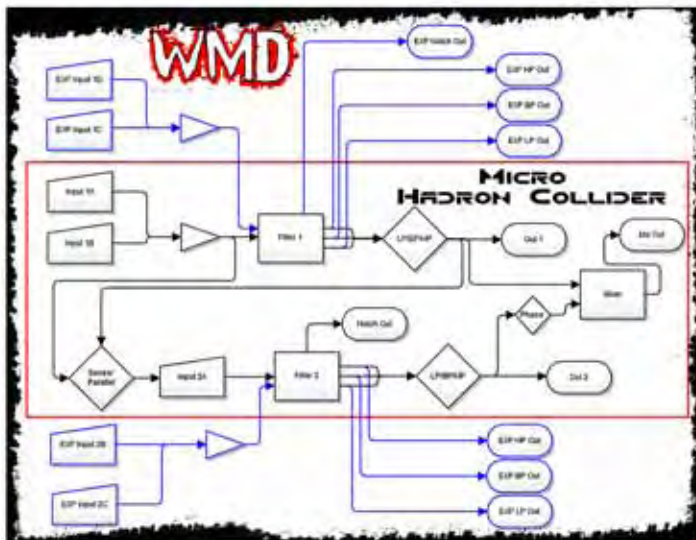 WMD
EXP Notch Out
EXP Input 1D
EXP HP Out
EXP BP Out
EXP Input 1C
EXP LP Out
MICRO
HADRON COLLIDER
Input 1A
Input 1B
Filter 1
LP/BP/HP
Out 1
Mix Out
Mixer
Phase
Notch Out
Series/
Parallel
Input 2A
Filter 2
LP/BP/HP
Out 2
EXP Input 2B
EXP HP Out
EXP BP Out
EXP Input 2C
EXP LP Out